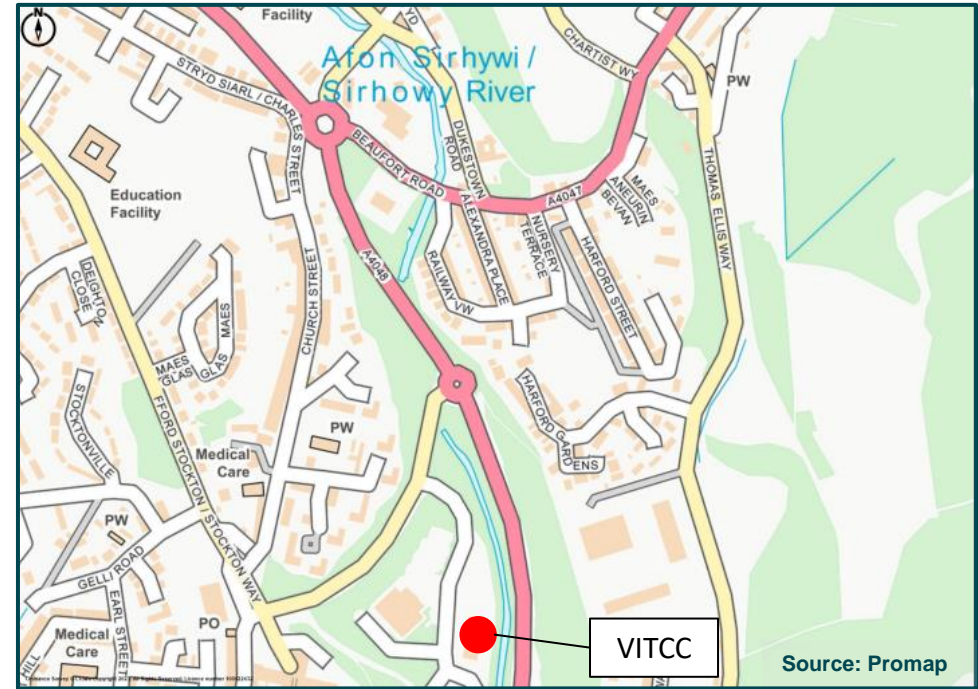 Facility
Afon Sirhywi /
Sirhowy River
CHARTIST WY
PW
STRYD SIARL / CHARLES STREET
BEAUFORT ROAD
DUKESTOWN
ROAD
ALEXANDRA PLACE
A4047
NURSERY
TERRACE
MAES
ANEURIN
BEVAN
THOMAS ELLIS WAY
HARFORD STREET
RAILWAY VW
A4048
Education
Facility
CHURCH STREET
DEIGHTON
CLOSE
MAES
GLAS
GLAS
MAES
FFORD STOCKTON / STOCKTON WAY
STOCKTONVILLE
HARFORD GARD
ENS
PW
Medical
Care
PW
GELLI ROAD
EARL STREET
PO
Medical
Care
HILL
VITCC
Source: Promap